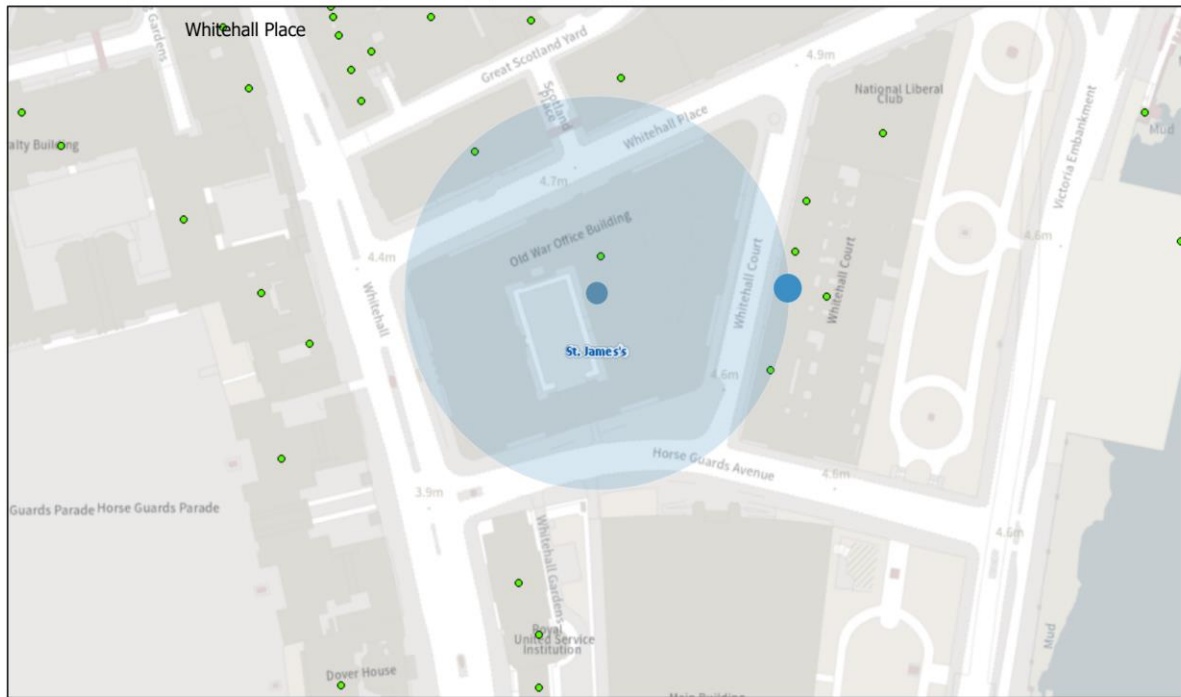 Whitehall Place
Gardens
Great Scotland Yard
4.9m
Scotland
Place
National Liberal
Club
Whitehall Place
Victoria Embankment
Mud
alty Building
4.7m
Old War Office Building
4.4m
4.6m
Whitehall
Whitehall Court
Whitehall Court
St. James's
4.6m
Horse Guards Avenue
4.6m
3.9m
Guards Parade
Horse Guards Parade
4.6m
Whitehall Gardens
Royal
United Service
Institution
Mud
Dover House
Main Building